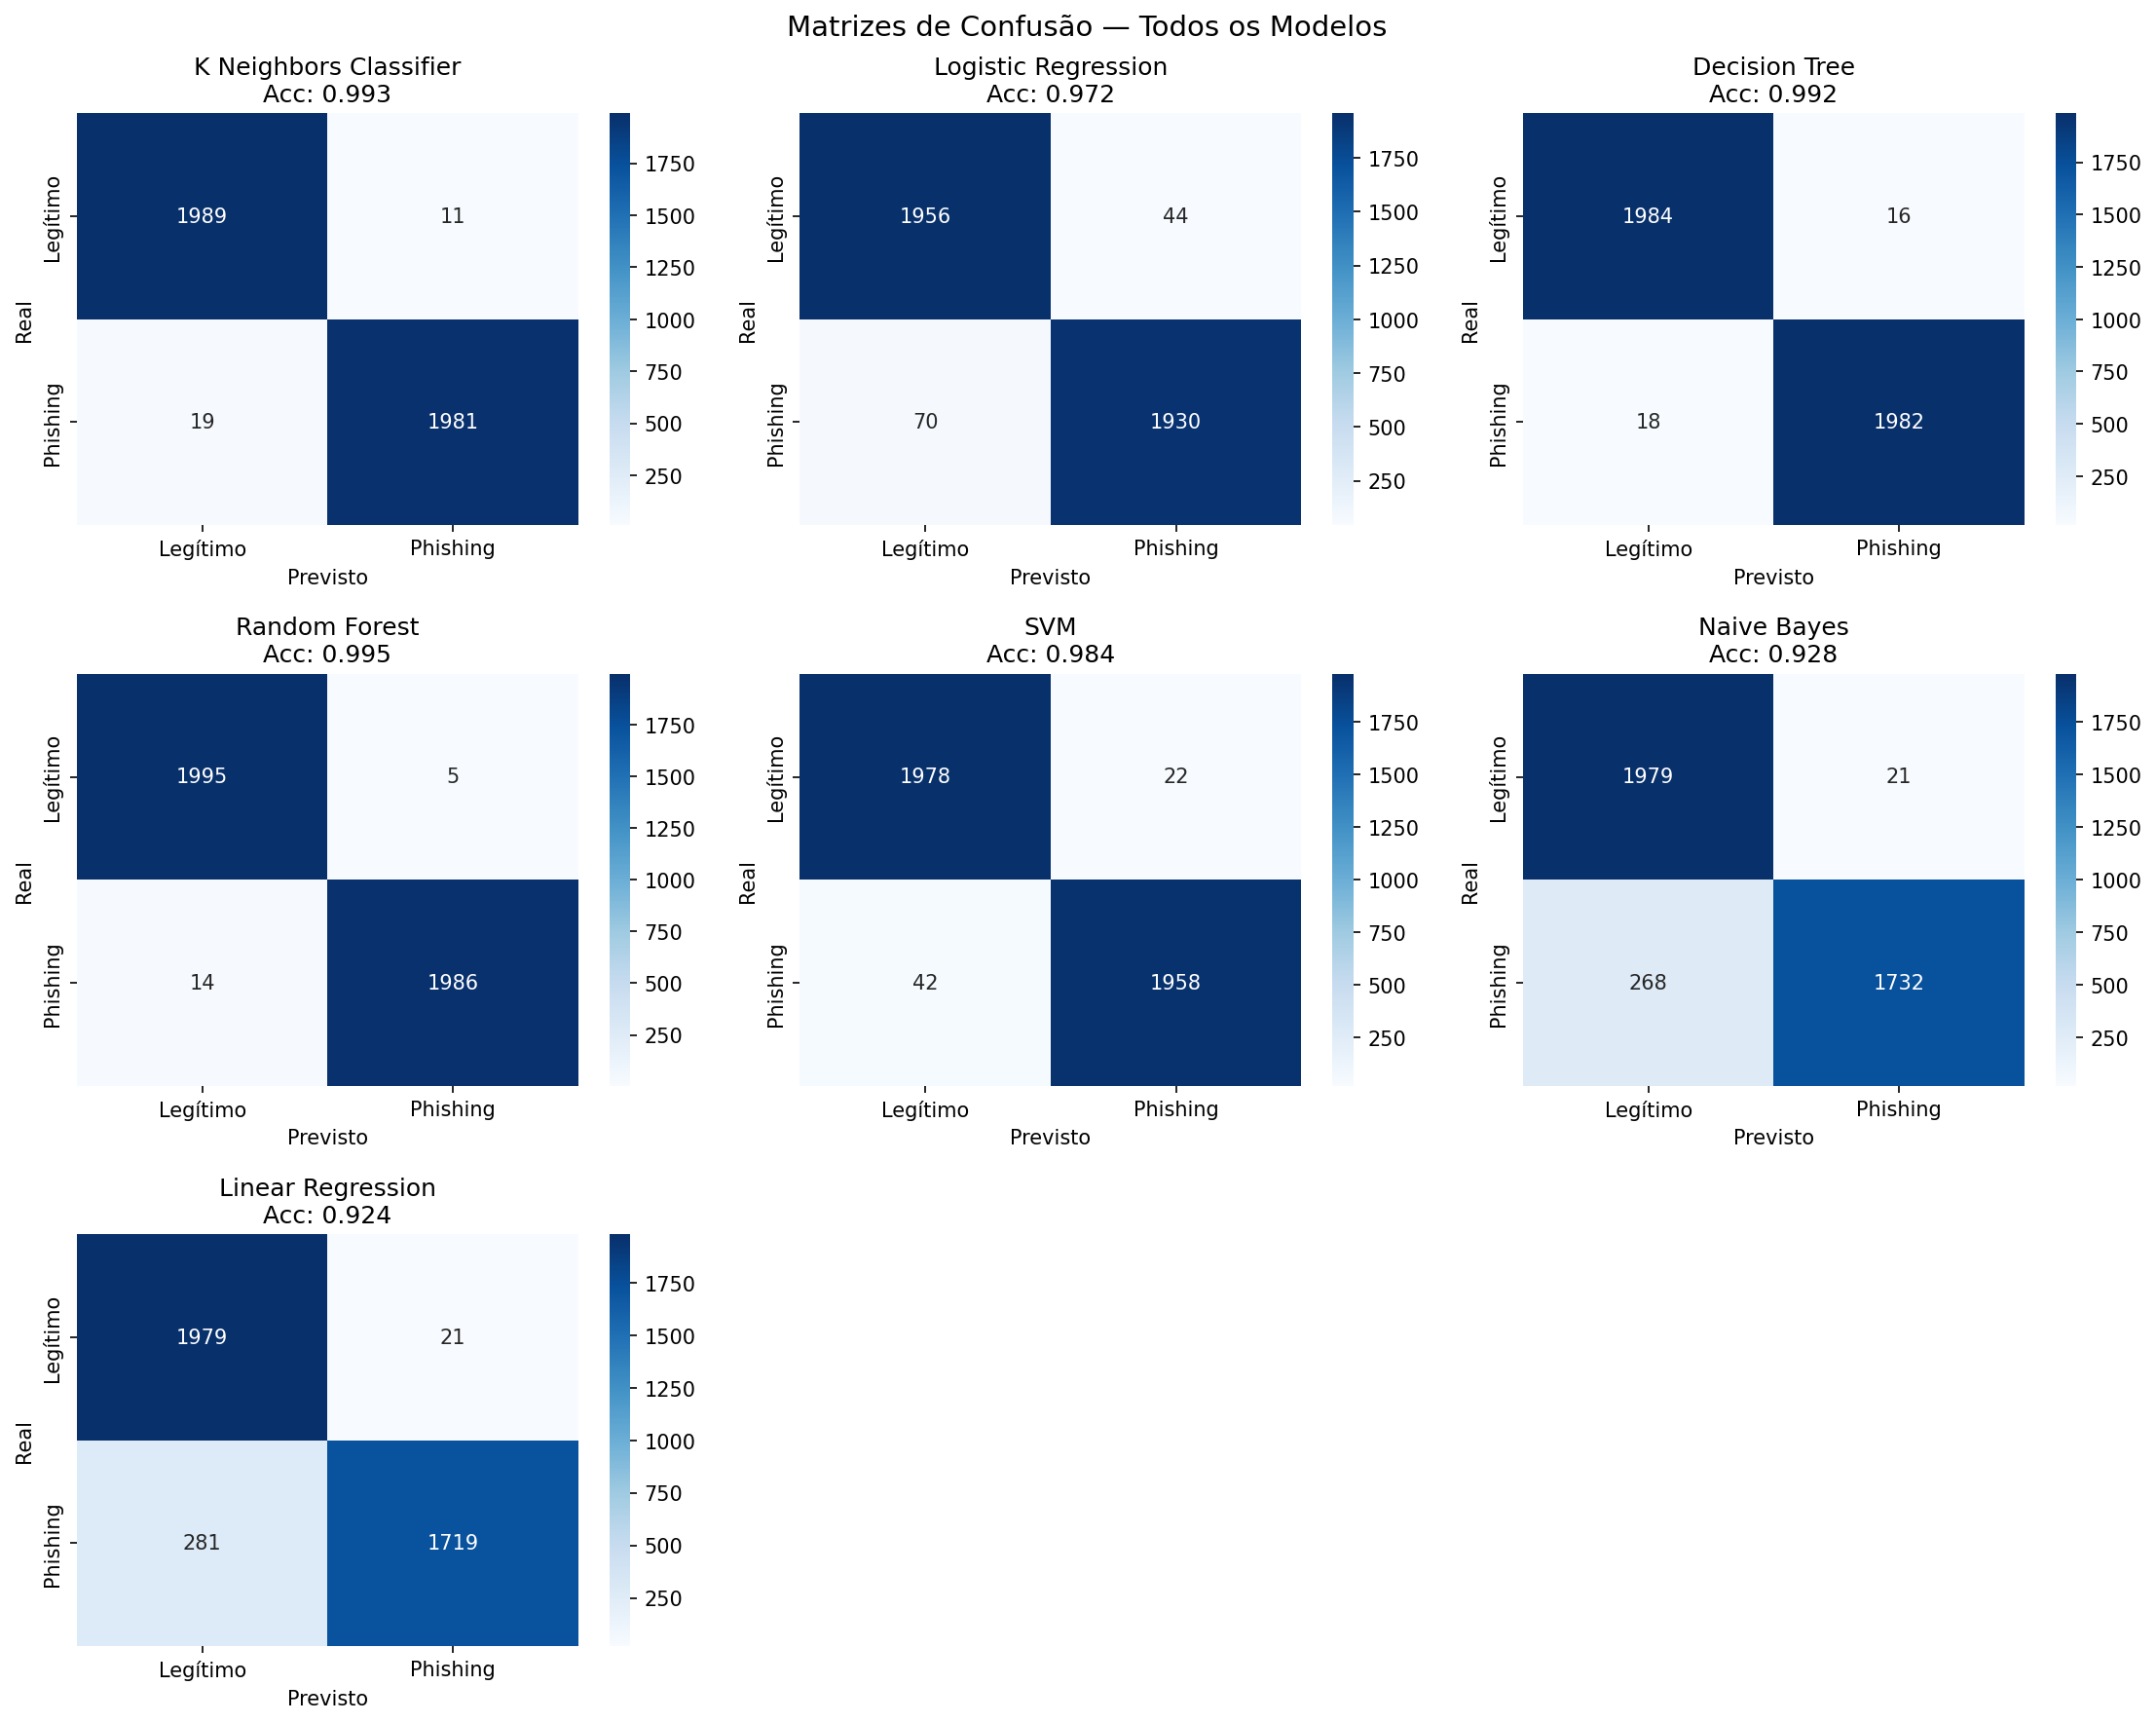 Matrizes de Confusão — Todos os Modelos
K Neighbors Classifier
Acc: 0.993
Real
Legítimo
Phishing
1989
11
19
1981
Legítimo
Phishing
Previsto
1750
1500
1250
1000
750
500
250
Logistic Regression
Acc: 0.972
Real
Legítimo
Phishing
1956
44
70
1930
Legítimo
Phishing
Previsto
1750
1500
1250
1000
750
500
250
Decision Tree
Acc: 0.992
Real
Legítimo
Phishing
1984
16
18
1982
Legítimo
Phishing
Previsto
1750
1500
1250
1000
750
500
250
Random Forest
Acc: 0.995
Real
Legítimo
Phishing
1995
5
14
1986
Legítimo
Phishing
Previsto
1750
1500
1250
1000
750
500
250
SVM
Acc: 0.984
Real
Legítimo
Phishing
1978
22
42
1958
Legítimo
Phishing
Previsto
1750
1500
1250
1000
750
500
250
Naive Bayes
Acc: 0.928
Real
Legítimo
Phishing
1979
21
268
1732
Legítimo
Phishing
Previsto
1750
1500
1250
1000
750
500
250
Linear Regression
Acc: 0.924
Real
Legítimo
Phishing
1979
21
281
1719
Legítimo
Phishing
Previsto
1750
1500
1250
1000
750
500
250